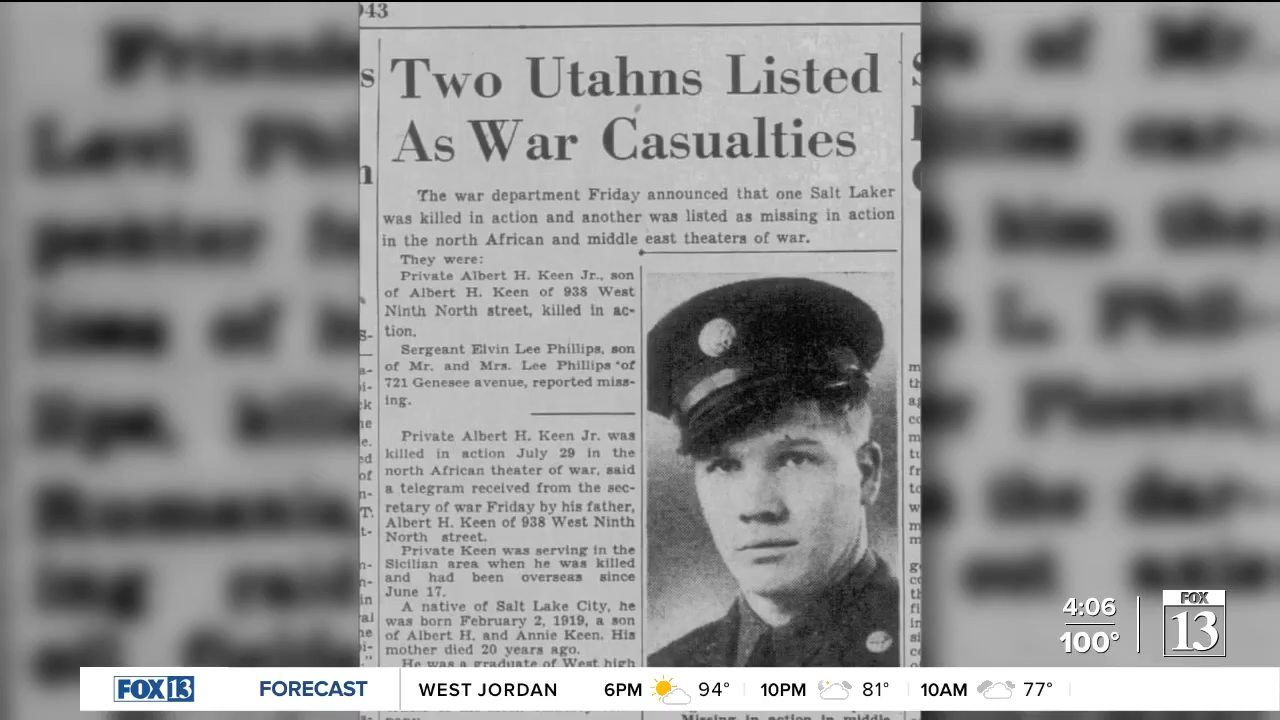 43
Two Utahns Listed
As War Casualties
The war department Friday announced that one Salt Laker
was killed in action and another was listed as missing in action
in the north African and middle east theaters of war.
They were:
Private Albert H. Keen Jr., son
of Albert H. Keen of 938 West
Ninth North street, killed in ac-
tion.
Sergeant Elvin Lee Phillips, son
of Mr. and Mrs. Lee Phillips of
721 Genesee avenue, reported miss-
ing.
Private Albert H. Keen Jr. was
killed in action July 29 in the
north African theater of war, said
a telegram received from the sec-
retary of war Friday by his father,
Albert H. Keen of 938 West Ninth
North street.
Private Keen was serving in the
Sicilian area when he was killed
and had been overseas since
June 17.
A native of Salt Lake City, he
was born February 2, 1919, a son
of Albert H. and Annie Keen. His
mother died 20 years ago.
He was a graduate of West high
Missing in action in middle
4:06
100°
FOX
13
FOX 13 FORECAST WEST JORDAN 6PM 94° 10PM 81° 10AM 77°